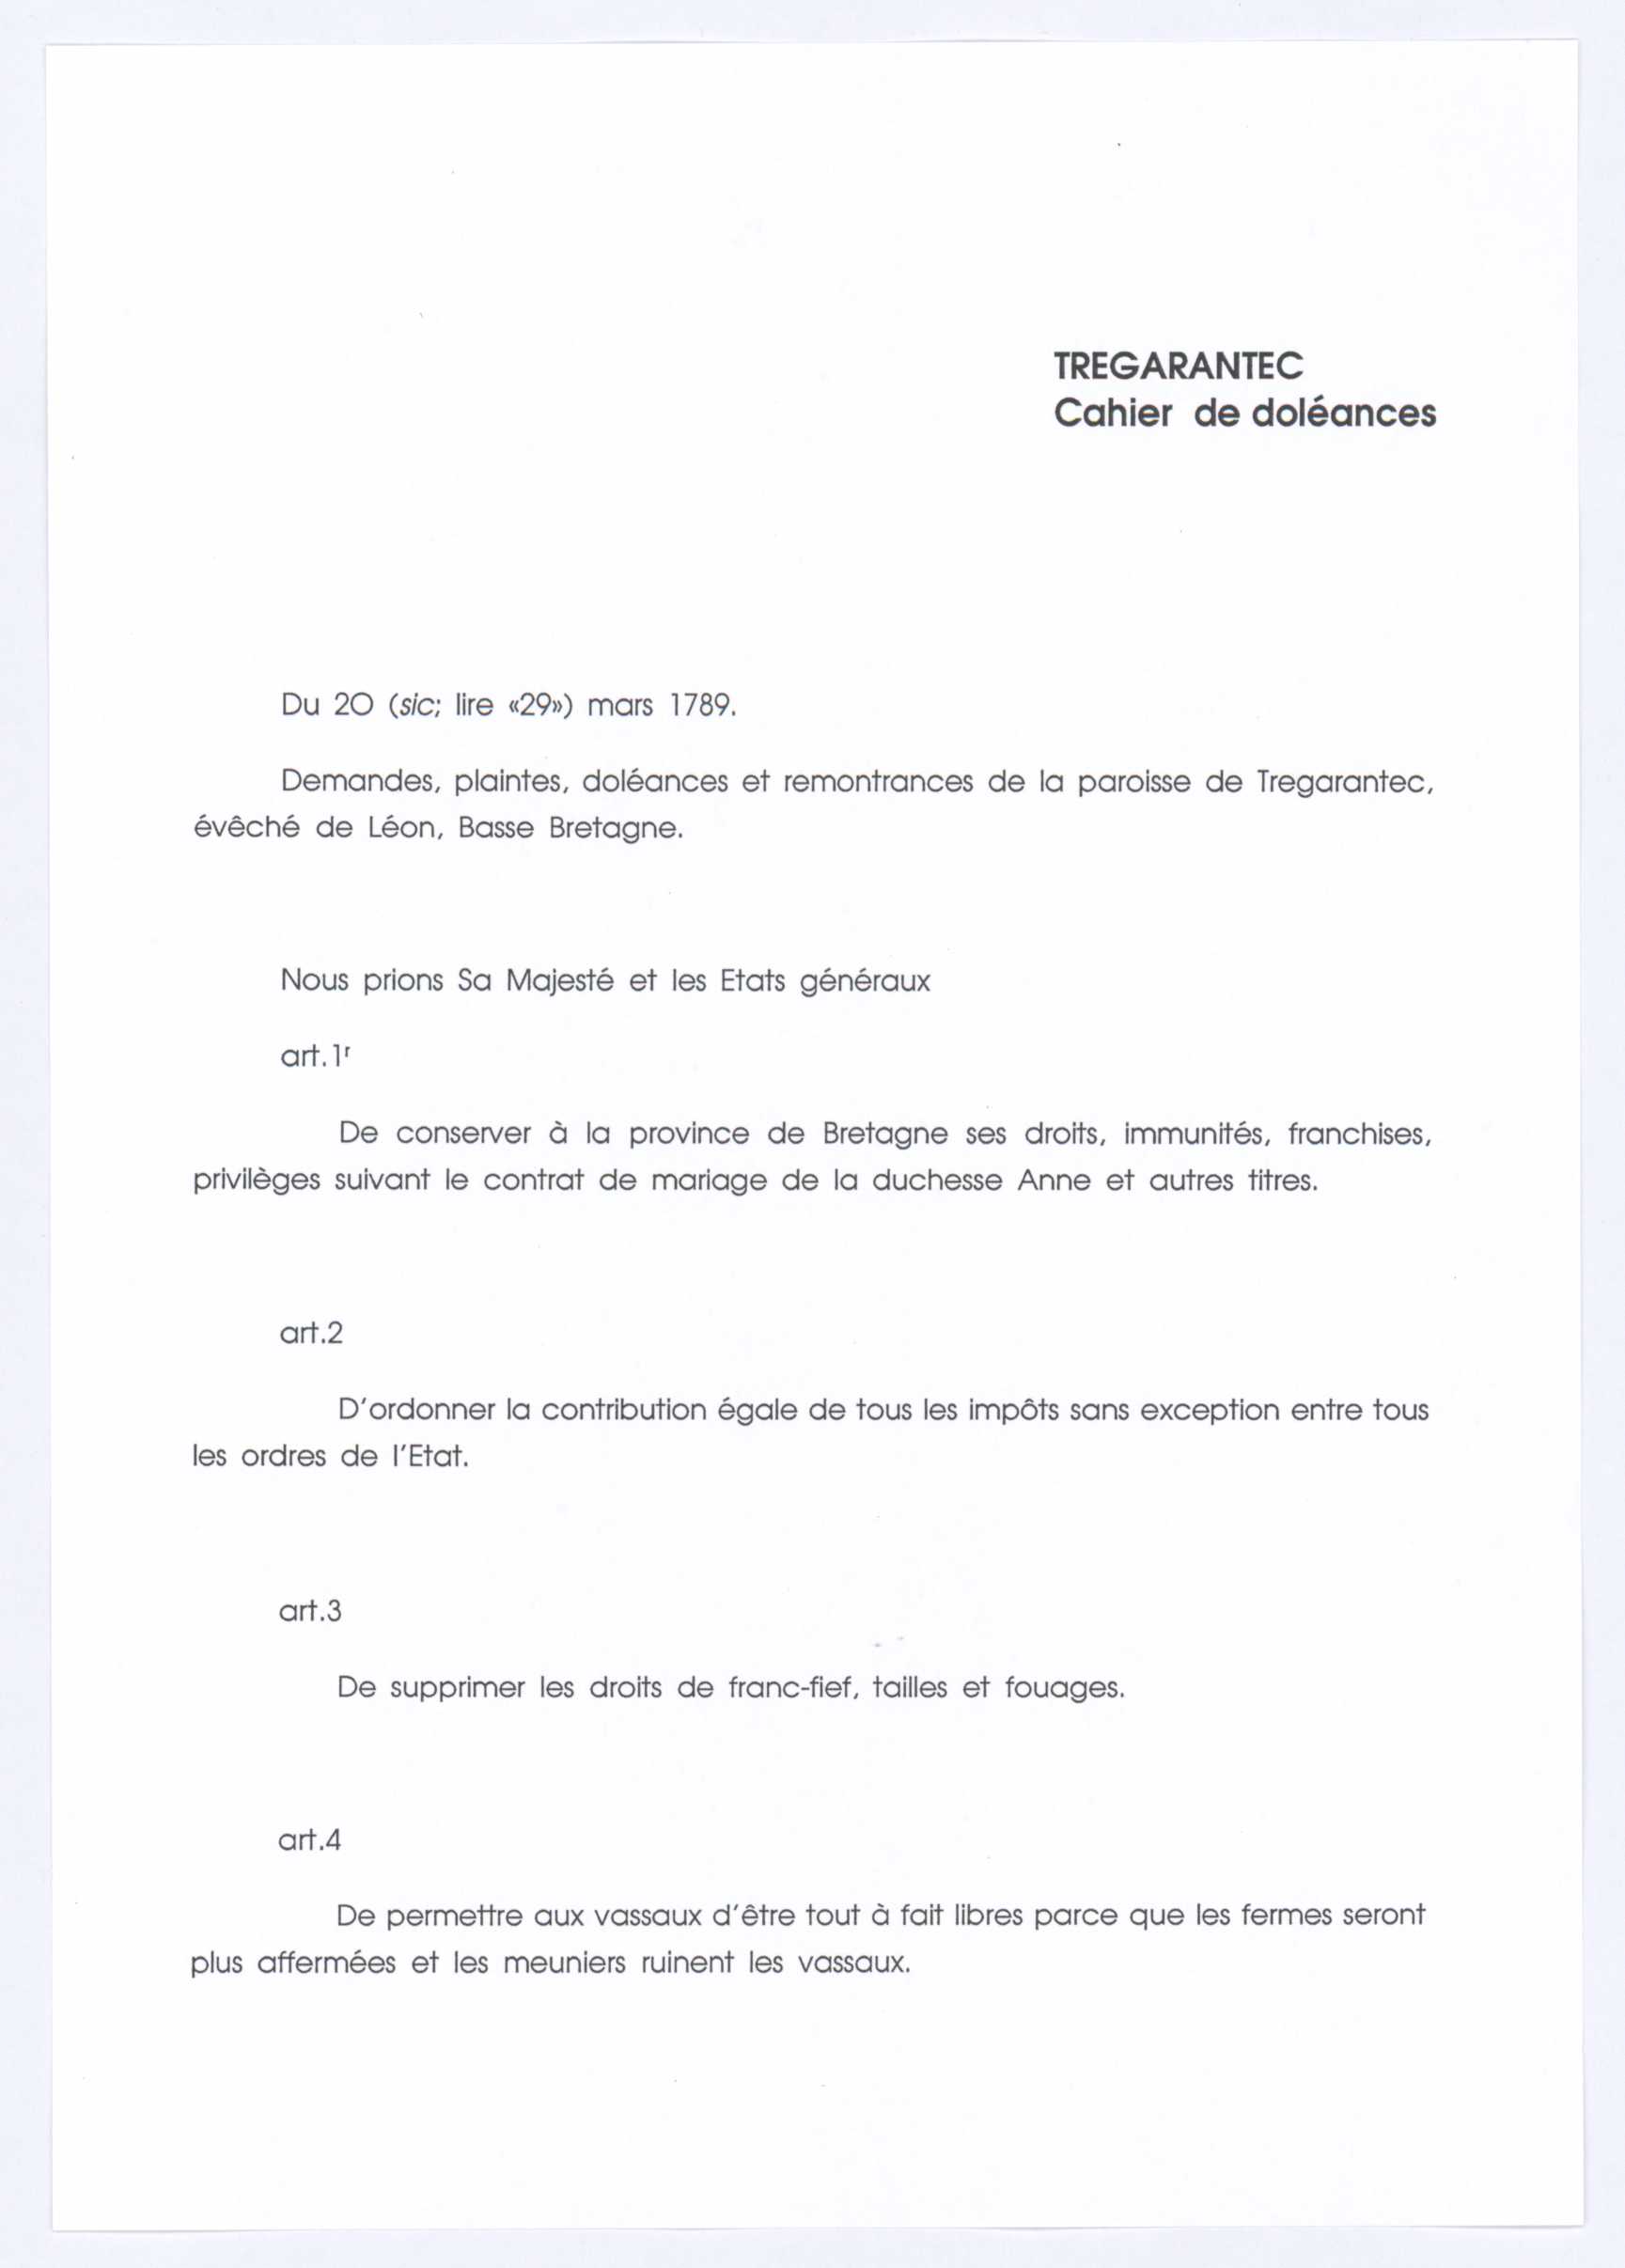 TREGARANTEC
Cahier de doléances
Du 20 (sic; lire «29») mars 1789.
Demandes, plaintes, doléances et remontrances de la paroisse de Tregarantec,
évêché de Léon, Basse Bretagne.
Nous prions Sa Majesté et les Etats généraux
art.1ʳ
De conserver à la province de Bretagne ses droits, immunités, franchises,
privilèges suivant le contrat de mariage de la duchesse Anne et autres titres.
art.2
D'ordonner la contribution égale de tous les impôts sans exception entre tous
les ordres de l'Etat.
art.3
De supprimer les droits de franc-fief, tailles et fouages.
art.4
De permettre aux vassaux d'être tout à fait libres parce que les fermes seront
plus affermées et les meuniers ruinent les vassaux.